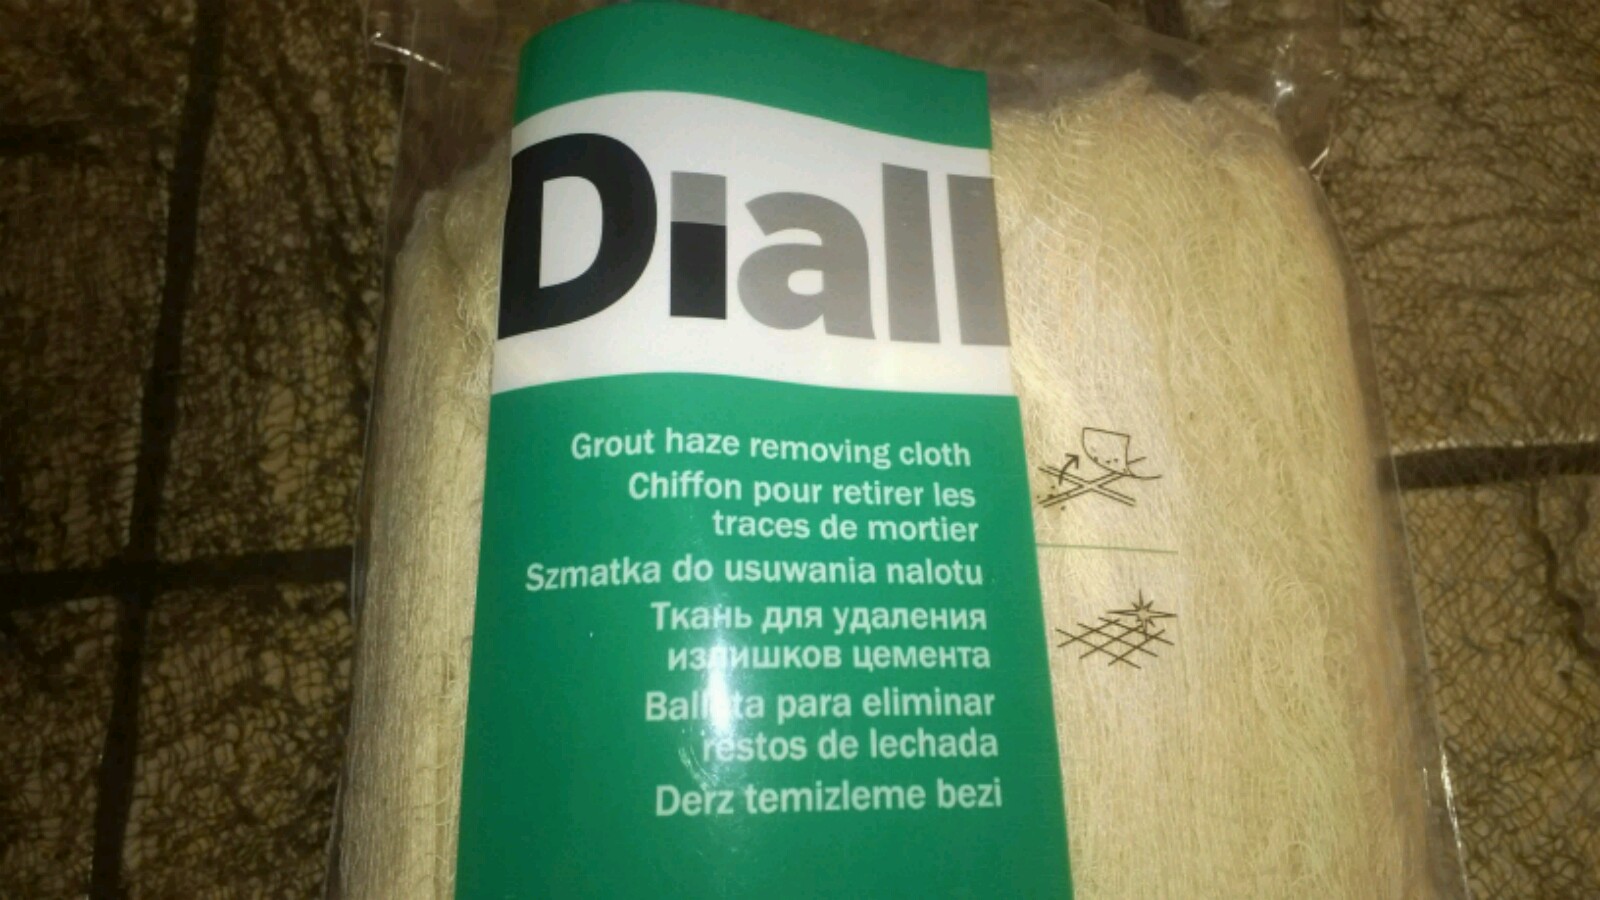 Diall
Grout haze removing cloth
Chiffon pour retirer les
traces de mortier
Szmatka do usuwania nalotu
Ткань для удаления
излишков цемента
para eliminar
restos de lechada
Derz temizleme bezi